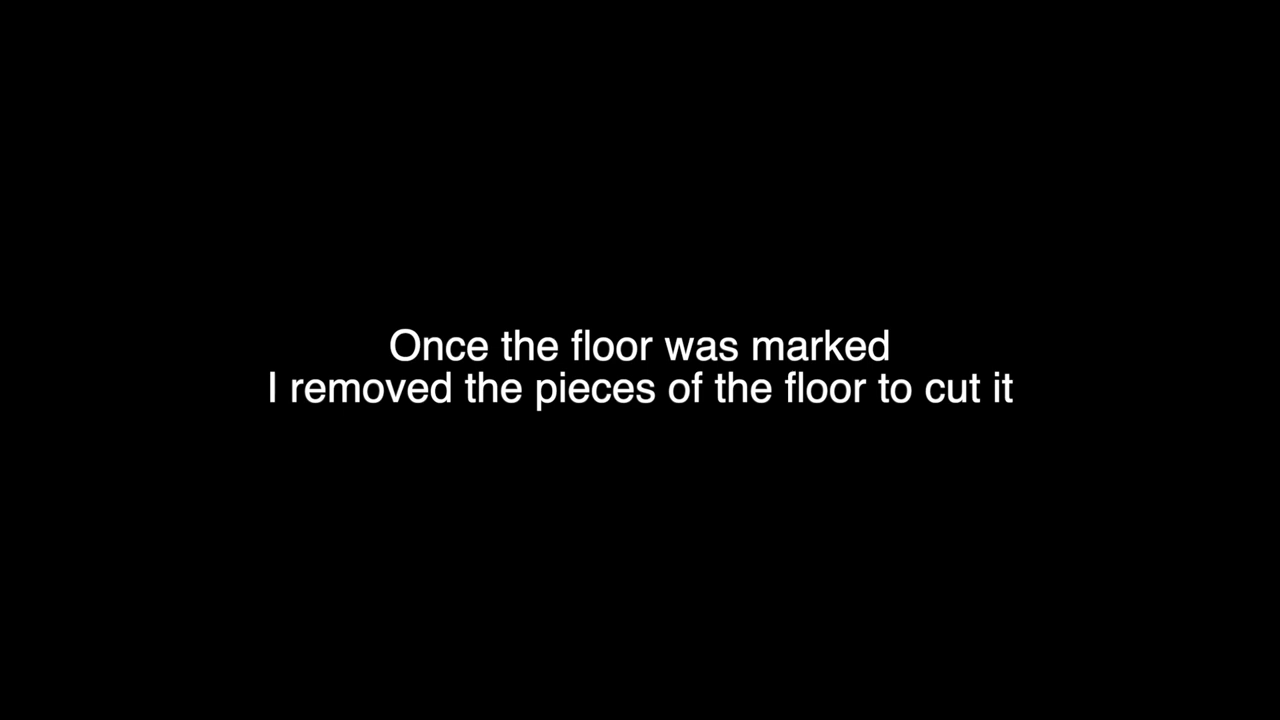 Once the floor was marked
I removed the pieces of the floor to cut it